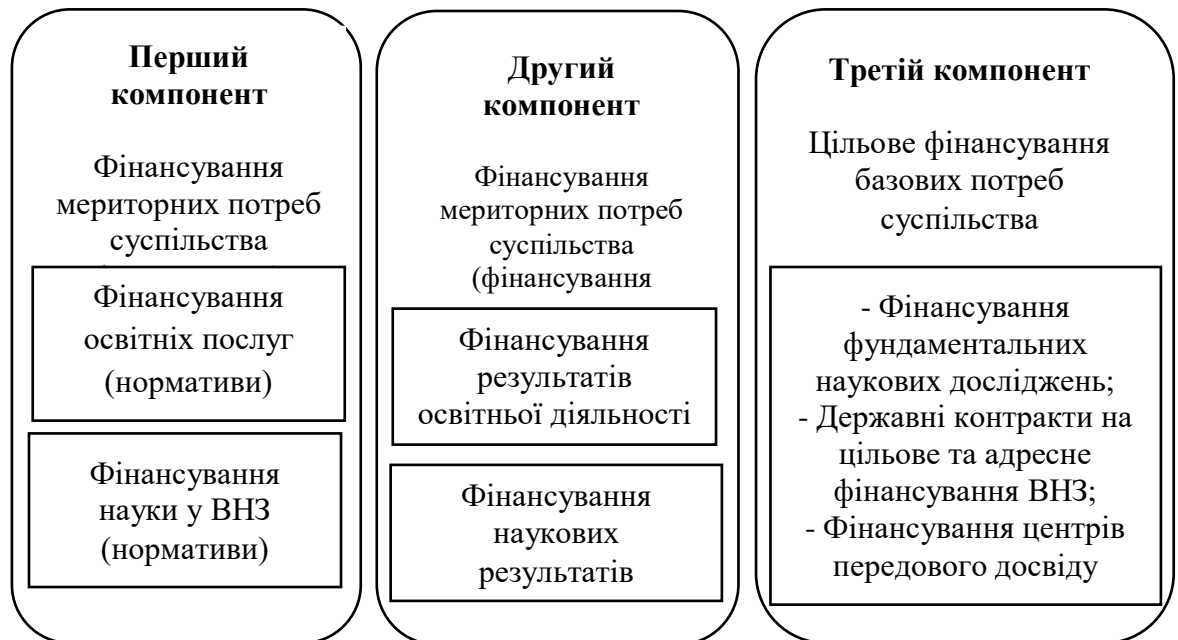 Перший
компонент
Фінансування
мериторних потреб
суспільства
Фінансування
освітніх послуг
(нормативи)
Фінансування
науки у ВНЗ
(нормативи)
Другий
компонент
Фінансування
мериторних потреб
суспільства
(фінансування
Фінансування
результатів
освітньої діяльності
Фінансування
наукових
результатів
Третій компонент
Цільове фінансування
базових потреб
суспільства
- Фінансування
фундаментальних
наукових досліджень;
- Державні контракти на
цільове та адресне
фінансування ВНЗ;
- Фінансування центрів
передового досвіду